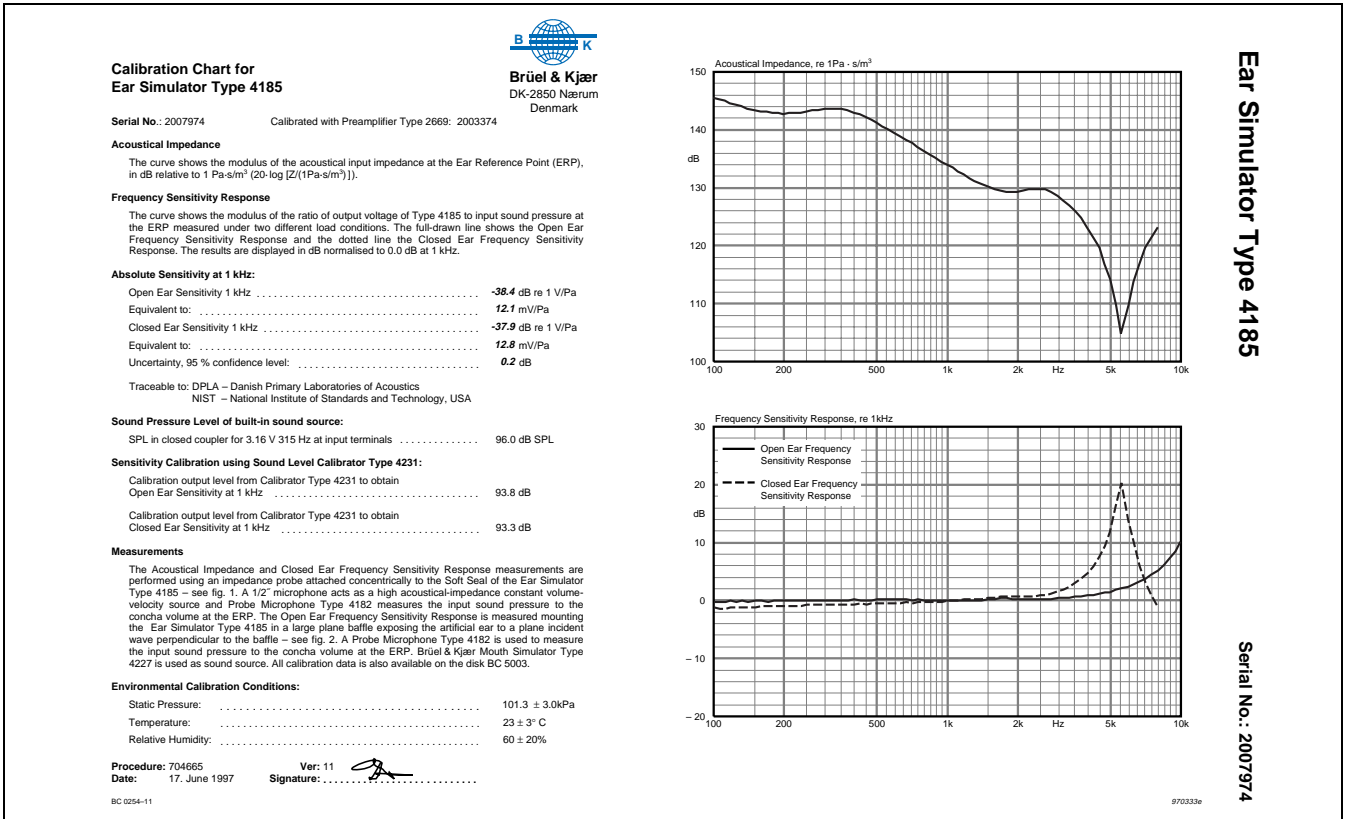 B K
Brüel & Kjær
DK-2850 Nærum
Denmark
Calibration Chart for
Ear Simulator Type 4185
Serial No.: 2007974 Calibrated with Preamplifier Type 2669: 2003374
Acoustical Impedance
The curve shows the modulus of the acoustical input impedance at the Ear Reference Point (ERP),
in dB relative to 1 Pa·s/m³ (20·log [Z/(1Pa·s/m³)]).
Frequency Sensitivity Response
The curve shows the modulus of the ratio of output voltage of Type 4185 to input sound pressure at
the ERP measured under two different load conditions. The full-drawn line shows the Open Ear
Frequency Sensitivity Response and the dotted line the Closed Ear Frequency Sensitivity
Response. The results are displayed in dB normalised to 0.0 dB at 1 kHz.
Absolute Sensitivity at 1 kHz:
Open Ear Sensitivity 1 kHz -38.4 dB re 1 V/Pa
Equivalent to: 12.1 mV/Pa
Closed Ear Sensitivity 1 kHz -37.9 dB re 1 V/Pa
Equivalent to: 12.8 mV/Pa
Uncertainty, 95 % confidence level: 0.2 dB
Traceable to: DPLA – Danish Primary Laboratories of Acoustics
NIST – National Institute of Standards and Technology, USA
Sound Pressure Level of built-in sound source:
SPL in closed coupler for 3.16 V 315 Hz at input terminals 96.0 dB SPL
Sensitivity Calibration using Sound Level Calibrator Type 4231:
Calibration output level from Calibrator Type 4231 to obtain
Open Ear Sensitivity at 1 kHz 93.8 dB
Calibration output level from Calibrator Type 4231 to obtain
Closed Ear Sensitivity at 1 kHz 93.3 dB
Measurements
The Acoustical Impedance and Closed Ear Frequency Sensitivity Response measurements are
performed using an impedance probe attached concentrically to the Soft Seal of the Ear Simulator
Type 4185 – see fig. 1. A 1/2˝ microphone acts as a high acoustical-impedance constant volume-
velocity source and Probe Microphone Type 4182 measures the input sound pressure to the
concha volume at the ERP. The Open Ear Frequency Sensitivity Response is measured mounting
the Ear Simulator Type 4185 in a large plane baffle exposing the artificial ear to a plane incident
wave perpendicular to the baffle – see fig. 2. A Probe Microphone Type 4182 is used to measure
the input sound pressure to the concha volume at the ERP. Brüel & Kjær Mouth Simulator Type
4227 is used as sound source. All calibration data is also available on the disk BC 5003.
Environmental Calibration Conditions:
Static Pressure: 101.3 ± 3.0kPa
Temperature: 23 ± 3° C
Relative Humidity: 60 ± 20%
Procedure: 704665 Ver: 11
Date: 17. June 1997 Signature:
BC 0254–11
Acoustical Impedance, re 1Pa · s/m³
150
140
dB
130
120
110
100
100 200 500 1k 2k Hz 5k 10k
Frequency Sensitivity Response, re 1kHz
30
Open Ear Frequency
Sensitivity Response
Closed Ear Frequency
Sensitivity Response
20
dB
10
0
– 10
– 20
100 200 500 1k 2k Hz 5k 10k
970333e
Ear Simulator Type 4185
Serial No.: 2007974